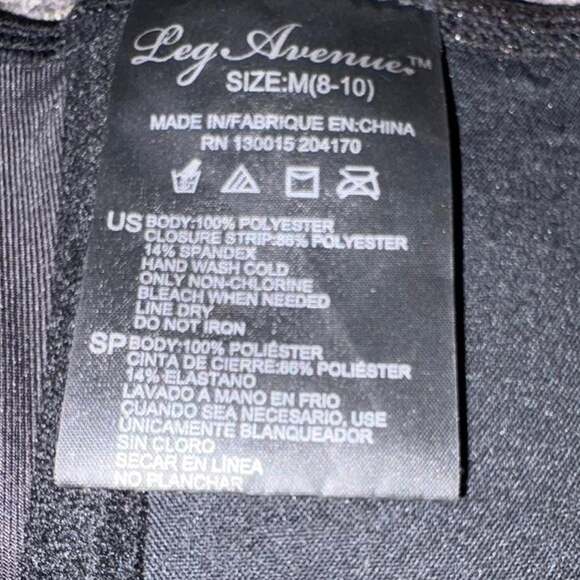 Leg Avenue.™
SIZE:M(8-10)
MADE IN/FABRIQUE EN:CHINA
RN 130015 204170
US BODY:100% POLYESTER
CLOSURE STRIP:86% POLYESTER
14% SPANDEX
HAND WASH COLD
ONLY NON-CHLORINE
BLEACH WHEN NEEDED
LINE DRY
DO NOT IRON
SP BODY:100% POLIÉSTER
CINTA DE CIERRE:86% POLIÉSTER
14% ELASTANO
LAVADO A MANO EN FRIO
CUANDO SEA NECESARIO, USE
ÚNICAMENTE BLANQUEADOR
SIN CLORO
SECAR EN LÍNEA
NO PLANCHAR